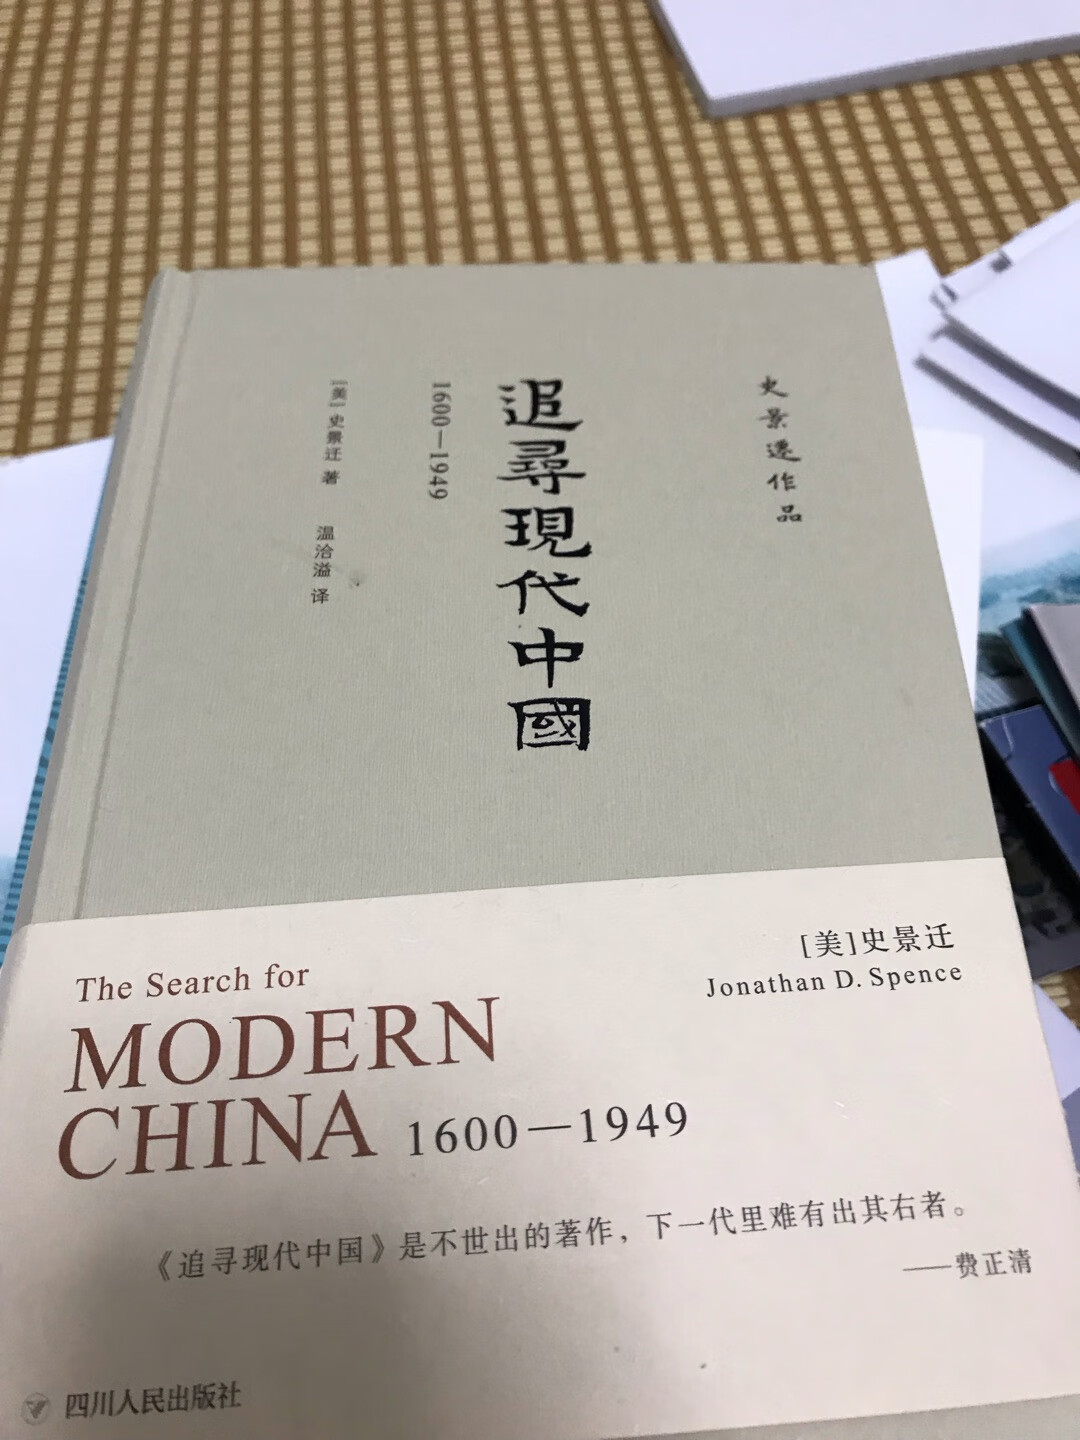 史景遷作品
追尋現代中國
1600—1949
[美] 史景迁 著
温洽溢 译
The Search for
MODERN
CHINA 1600—1949
[美]史景迁
Jonathan D. Spence
《追寻现代中国》是不世出的著作，下一代里难有出其右者。
——费正清
四川人民出版社